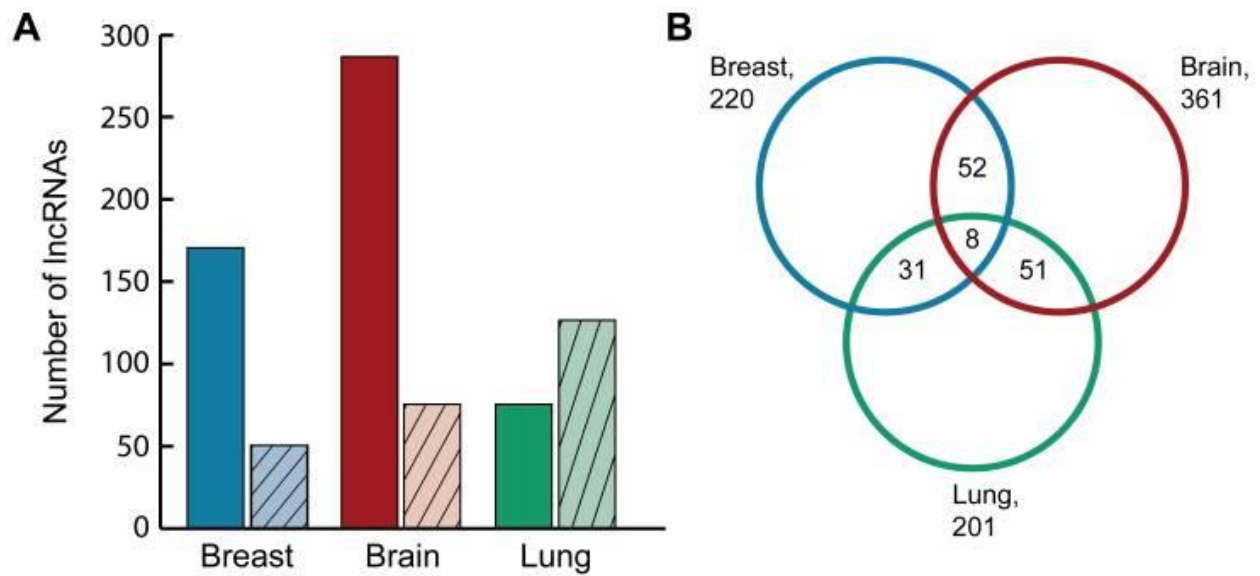 A
Number of lncRNAs
300
250
200
150
100
50
0
Breast
Brain
Lung
B
Breast,
220
Brain,
361
52
8
31
51
Lung,
201